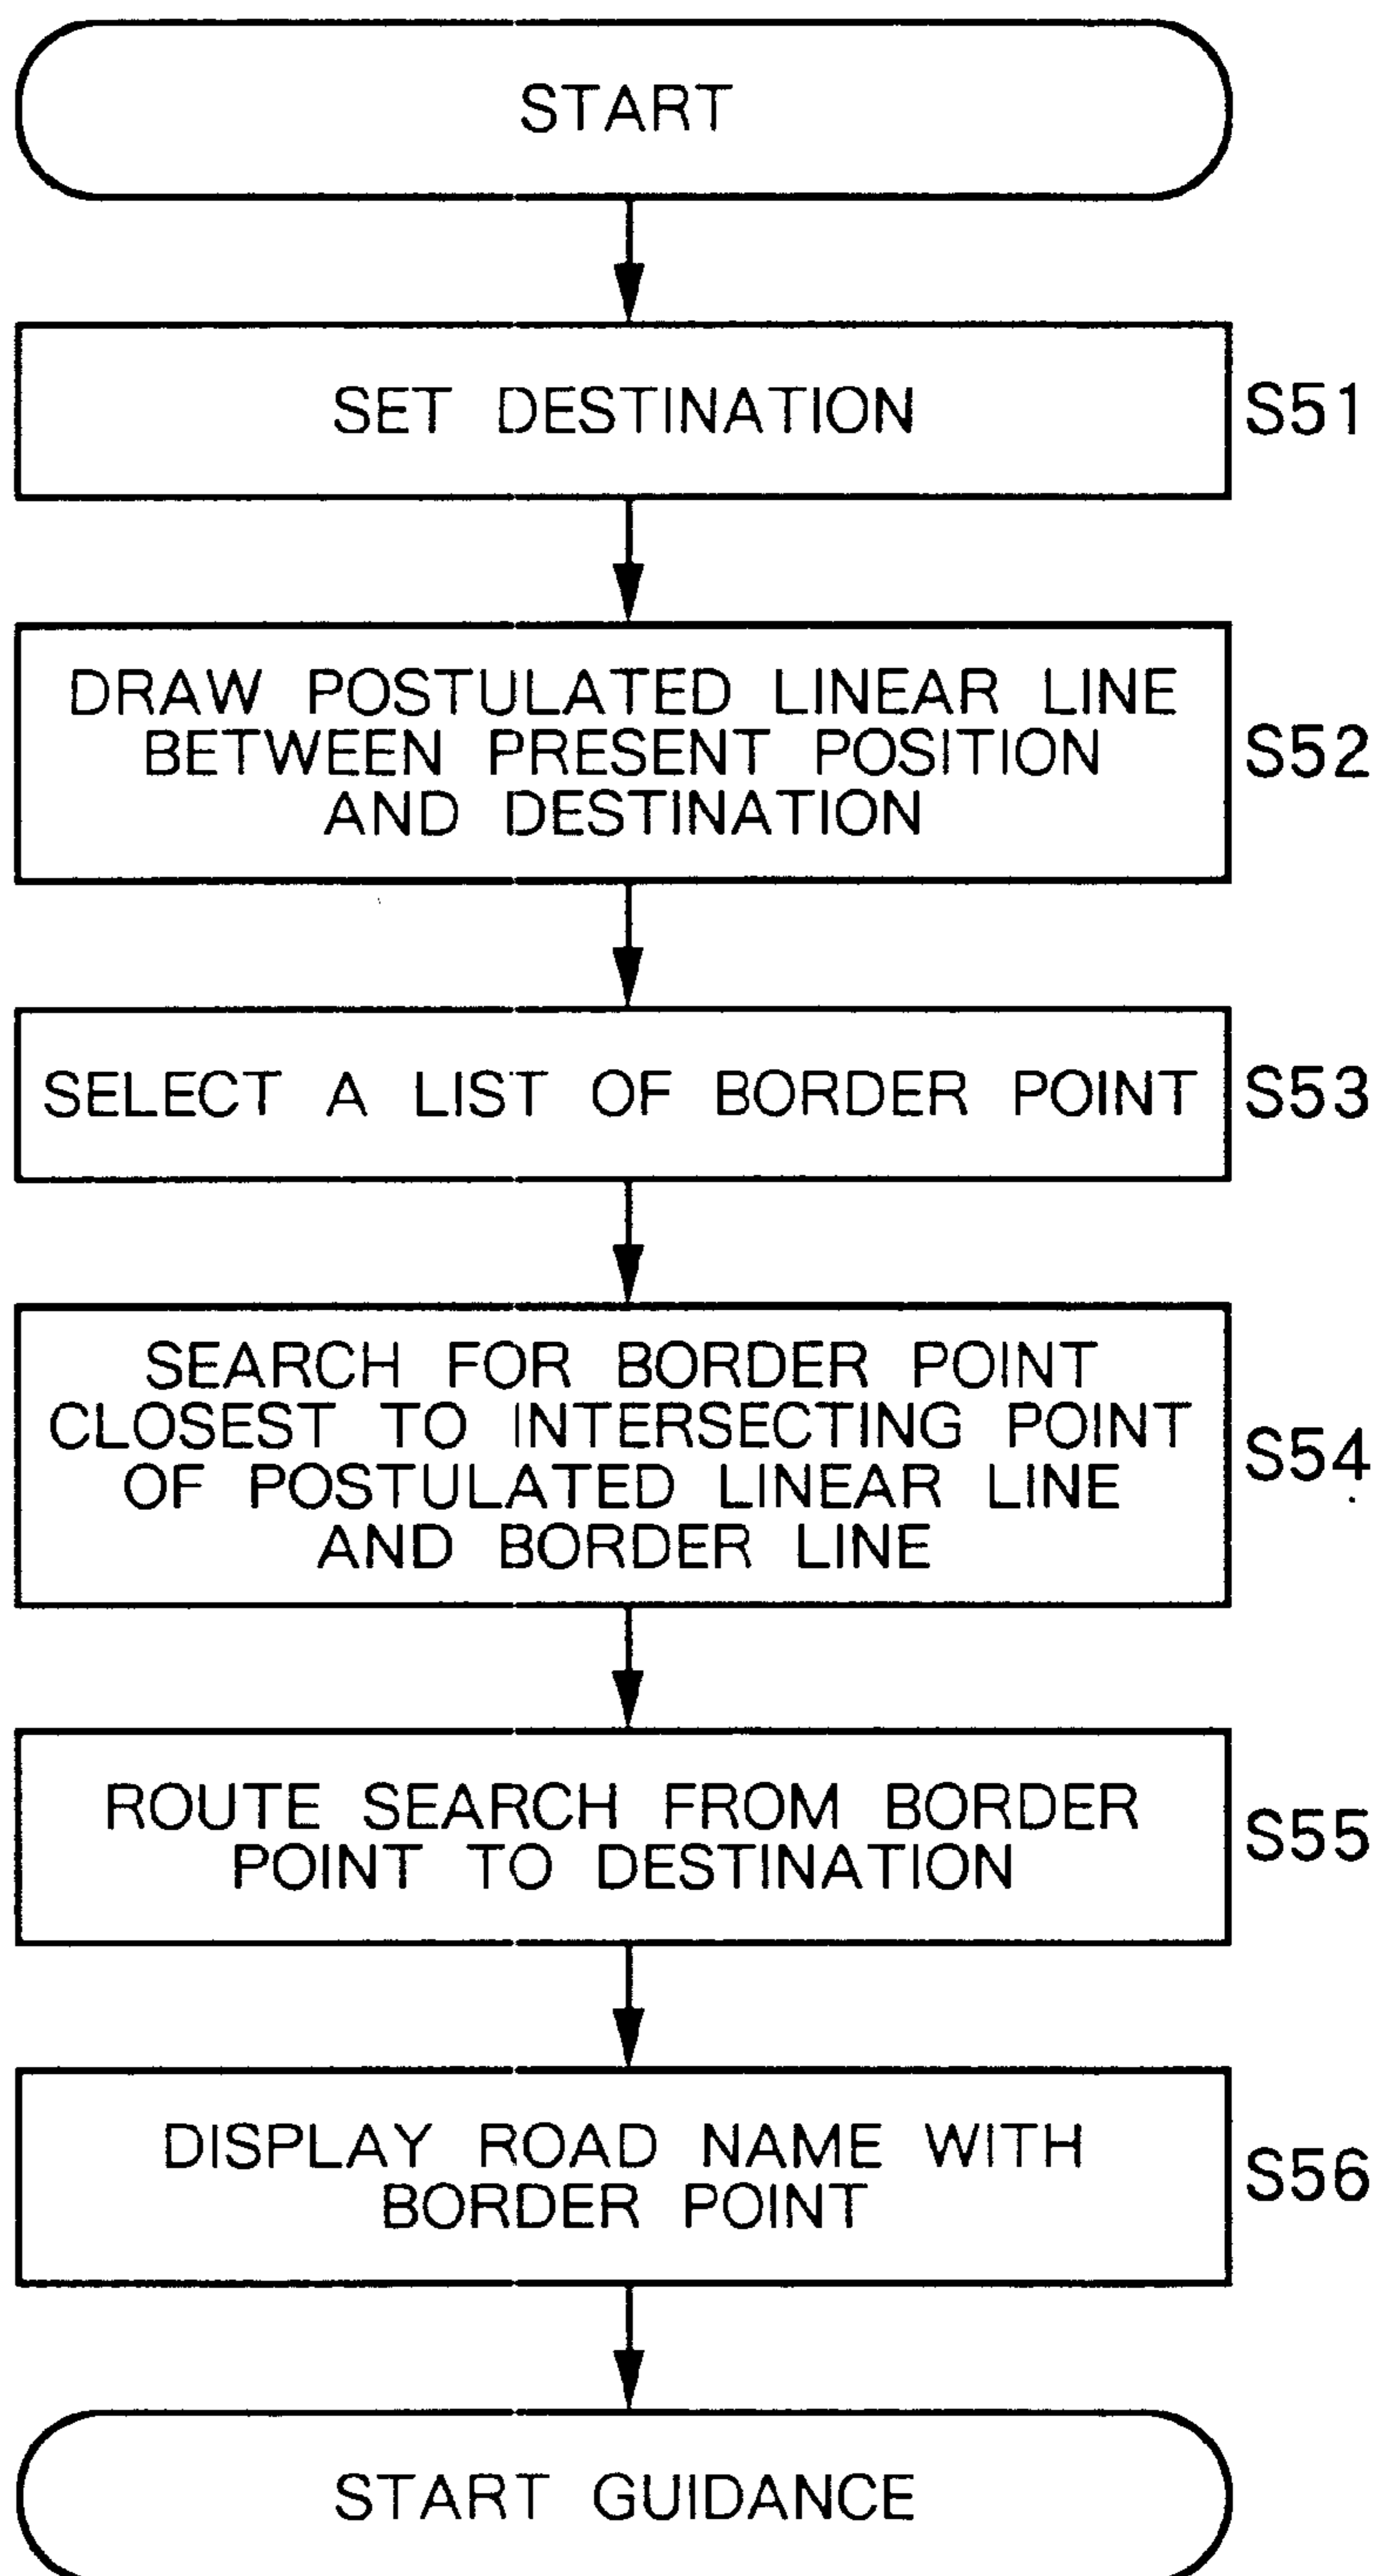 START
SET DESTINATION
S51
DRAW POSTULATED LINEAR LINE
BETWEEN PRESENT POSITION
AND DESTINATION
S52
SELECT A LIST OF BORDER POINT
S53
SEARCH FOR BORDER POINT
CLOSEST TO INTERSECTING POINT
OF POSTULATED LINEAR LINE
AND BORDER LINE
S54
ROUTE SEARCH FROM BORDER
POINT TO DESTINATION
S55
DISPLAY ROAD NAME WITH
BORDER POINT
S56
START GUIDANCE